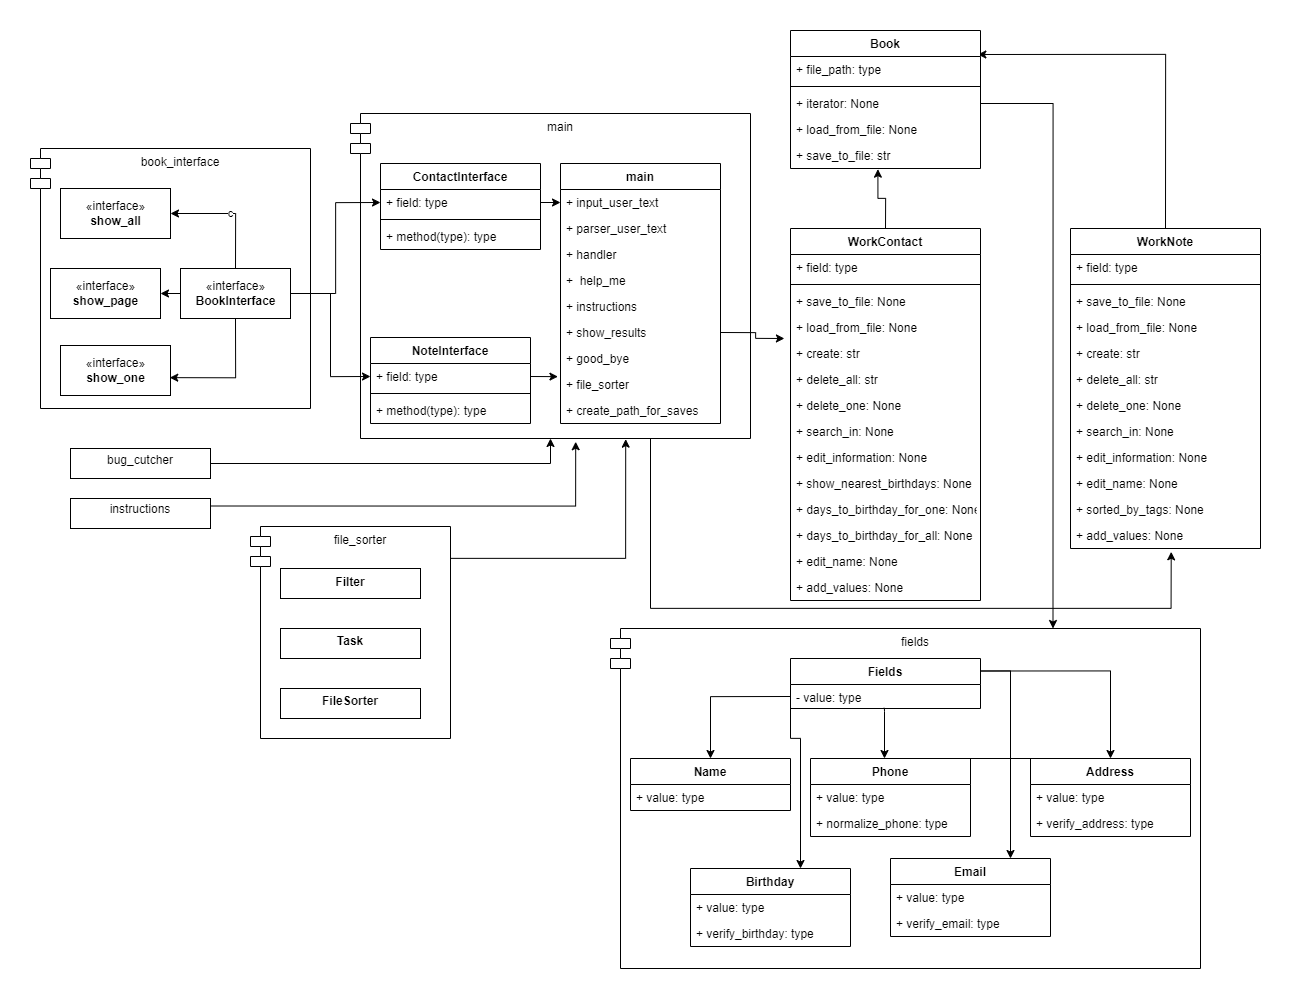 Book
+ file_path: type
+ iterator: None
+ load_from_file: None
+ save_to_file: str
main
book_interface
«interface»
show_all
c
«interface»
show_page
«interface»
BookInterface
«interface»
show_one
ContactInterface
+ field: type
+ method(type): type
NoteInterface
+ field: type
+ method(type): type
main
+ input_user_text
+ parser_user_text
+ handler
+ help_me
+ instructions
+ show_results
+ good_bye
+ file_sorter
+ create_path_for_saves
WorkContact
+ field: type
+ save_to_file: None
+ load_from_file: None
+ create: str
+ delete_all: str
+ delete_one: None
+ search_in: None
+ edit_information: None
+ show_nearest_birthdays: None
+ days_to_birthday_for_one: None
+ days_to_birthday_for_all: None
+ edit_name: None
+ add_values: None
WorkNote
+ field: type
+ save_to_file: None
+ load_from_file: None
+ create: str
+ delete_all: str
+ delete_one: None
+ search_in: None
+ edit_information: None
+ edit_name: None
+ sorted_by_tags: None
+ add_values: None
bug_cutcher
instructions
file_sorter
Filter
Task
FileSorter
fields
Fields
- value: type
Name
+ value: type
Phone
+ value: type
+ normalize_phone: type
Address
+ value: type
+ verify_address: type
Birthday
+ value: type
+ verify_birthday: type
Email
+ value: type
+ verify_email: type